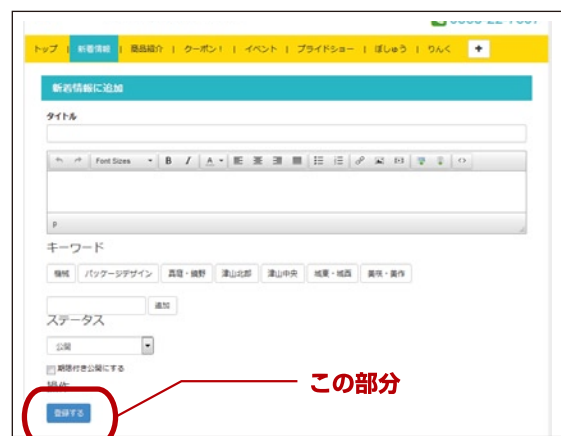 トップ | 新着情報 | 商品紹介 | クーポン! | イベント | プライドショー | ぼしゅう | りんく +
新着情報に追加
タイトル
Font Sizes B I A
p
キーワード
機械 パッケージデザイン 真庭・鏡野 津山北部 津山中央 城東・城西 美咲・美作
追加
ステータス
公開
期限付き公開にする
操作
この部分
登録する